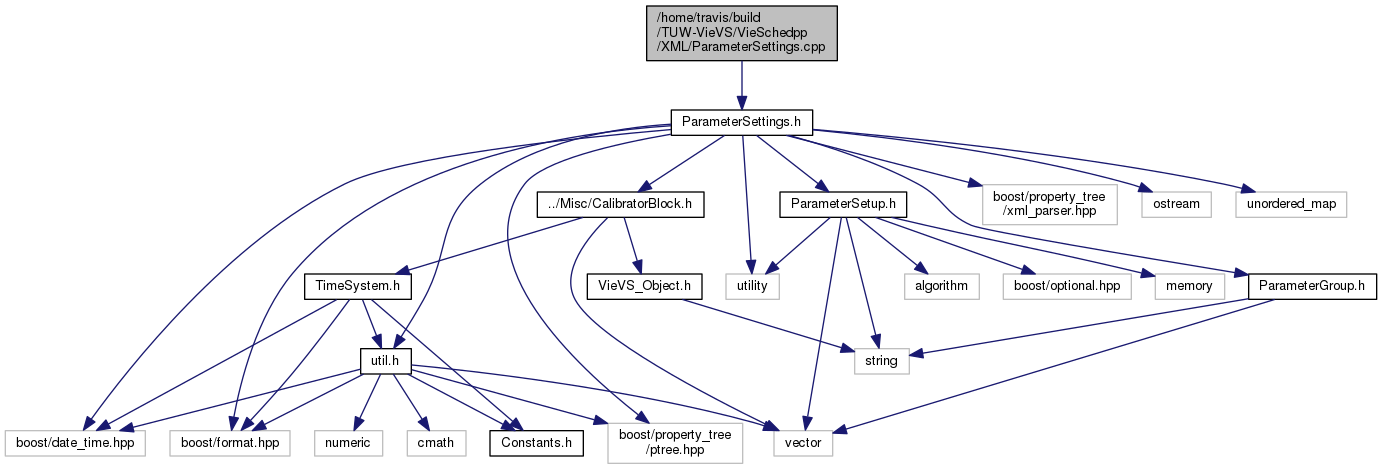 /home/travis/build
/TUW-VieVS/VieSchedpp
/XML/ParameterSettings.cpp
ParameterSettings.h
../Misc/CalibratorBlock.h
ParameterSetup.h
boost/property_tree
/xml_parser.hpp
ostream
unordered_map
TimeSystem.h
VieVS_Object.h
utility
algorithm
boost/optional.hpp
memory
ParameterGroup.h
util.h
string
boost/date_time.hpp
boost/format.hpp
numeric
cmath
Constants.h
boost/property_tree
/ptree.hpp
vector